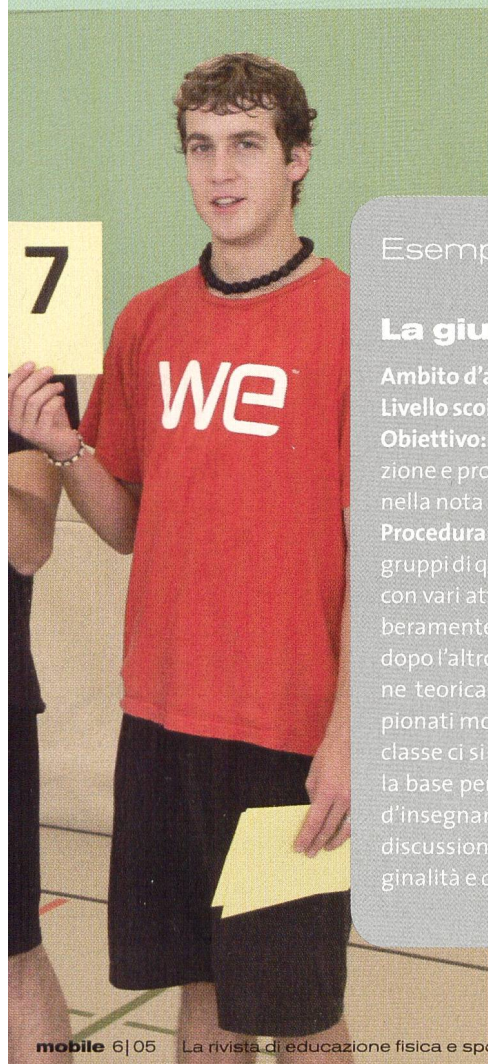 7
we
Esemp
La giu
Ambito d'a
Livello scol
Obiettivo:
zione e pro
nella nota
Procedura
gruppi di q
con vari at
beramente
dopo l'altro
ne teorica
pionati mo
classe ci si
la base per
d'insegnar
discussion
ginalità e c
mobile 6|05 La rivista di educazione fisica e spo